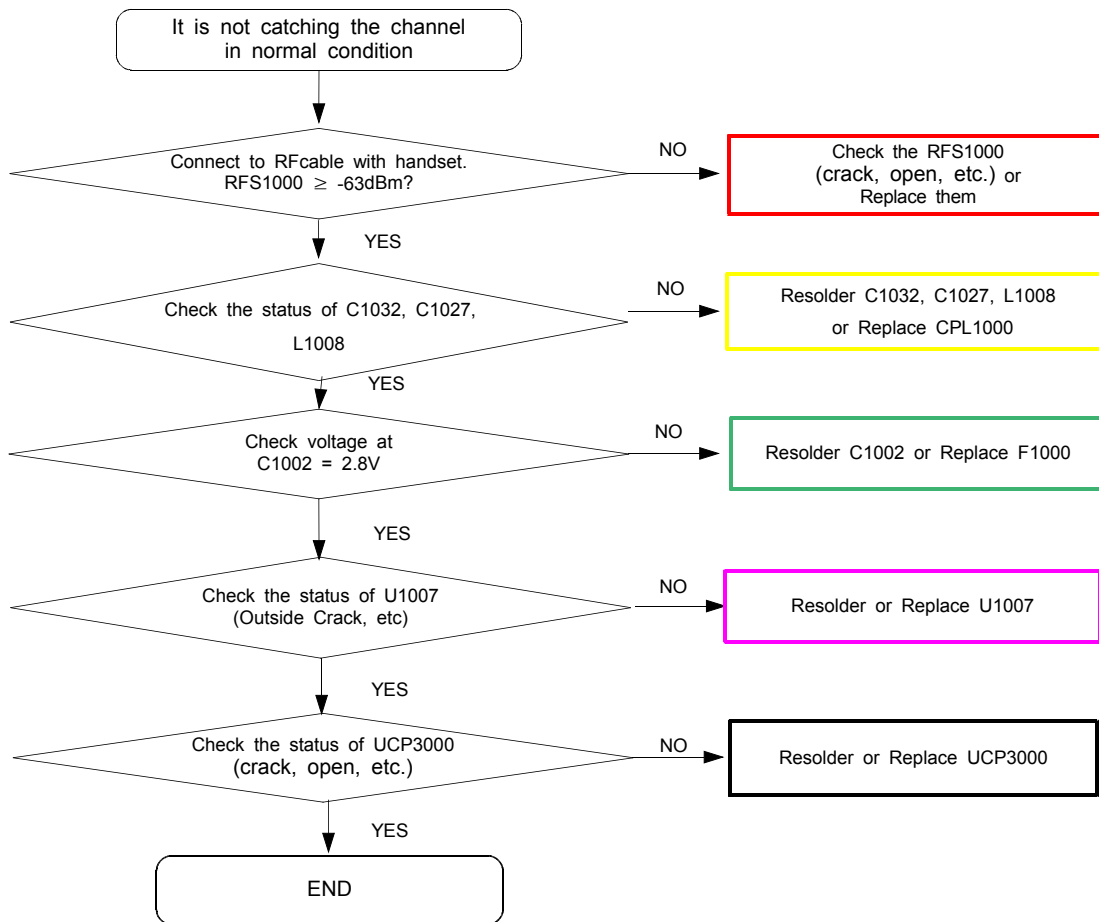 It is not catching the channel
in normal condition
Connect to RFcable with handset.
RFS1000 ≥ -63dBm?
NO
Check the RFS1000
(crack, open, etc.) or
Replace them
YES
Check the status of C1032, C1027,
L1008
NO
Resolder C1032, C1027, L1008
or Replace CPL1000
YES
Check voltage at
C1002 = 2.8V
NO
Resolder C1002 or Replace F1000
YES
Check the status of U1007
(Outside Crack, etc)
NO
Resolder or Replace U1007
YES
Check the status of UCP3000
(crack, open, etc.)
NO
Resolder or Replace UCP3000
YES
END